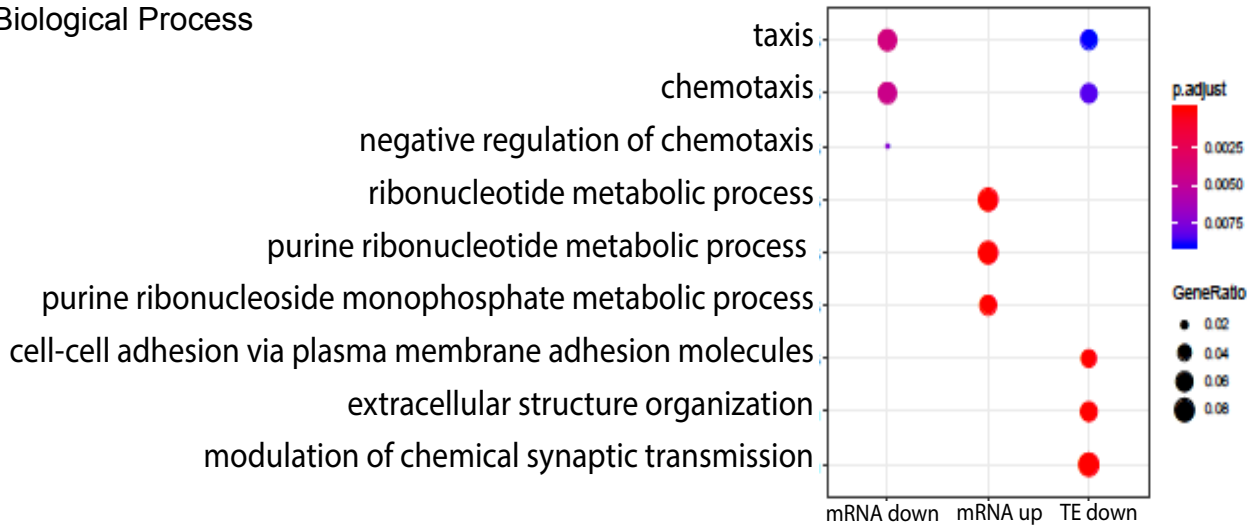 Biological Process
taxis
chemotaxis
negative regulation of chemotaxis
ribonucleotide metabolic process
purine ribonucleotide metabolic process
purine ribonucleoside monophosphate metabolic process
cell-cell adhesion via plasma membrane adhesion molecules
extracellular structure organization
modulation of chemical synaptic transmission
mRNA down
mRNA up
TE down
p.adjust
0.0025
0.0050
0.0075
GeneRatio
0.02
0.04
0.06
0.08